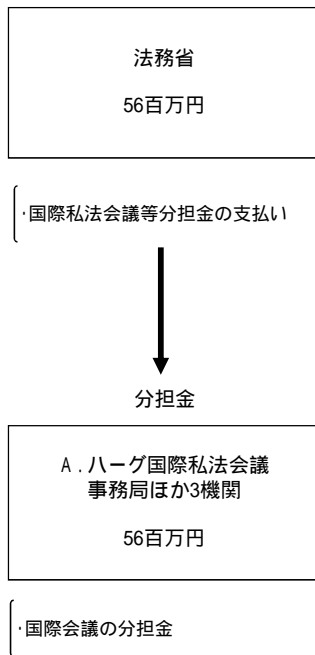 法務省
56百万円
・国際私法会議等分担金の支払い
分担金
A．ハーグ国際私法会議
事務局ほか3機関
56百万円
・国際会議の分担金